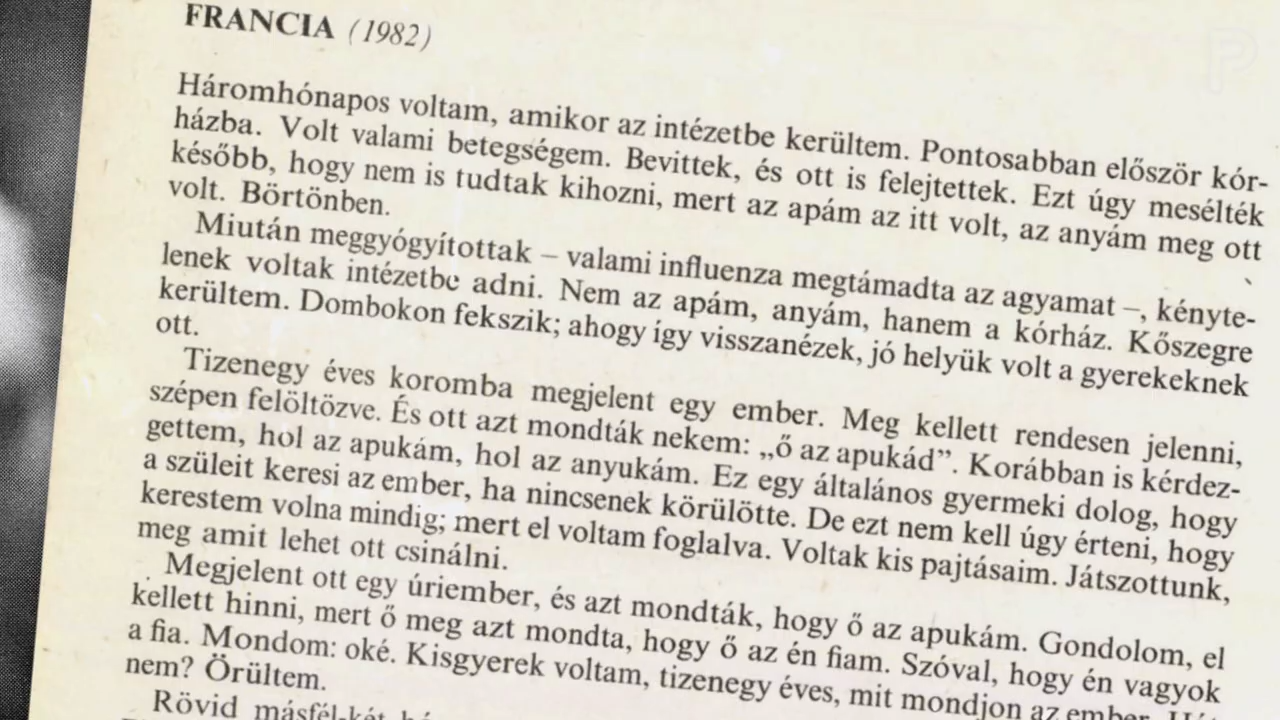 FRANCIA (1982)
Háromhónapos voltam, amikor az intézetbe kerültem. Pontosabban először kór-
házba. Volt valami betegségem. Bevittek, és ott is felejtettek. Ezt úgy mesélték
később, hogy nem is tudtak kihozni, mert az apám az itt volt, az anyám meg ott
volt. Börtönben.
Miután meggyógyítottak – valami influenza megtámadta az agyamat –, kényte-
lenek voltak intézetbe adni. Nem az apám, anyám, hanem a kórház. Kőszegre
kerültem. Dombokon fekszik; ahogy így visszanézek, jó helyük volt a gyerekeknek
ott.
Tizenegy éves koromba megjelent egy ember. Meg kellett rendesen jelenni,
szépen felöltözve. És ott azt mondták nekem: „ő az apukád”. Korábban is kérdez-
gettem, hol az apukám, hol az anyukám. Ez egy általános gyermeki dolog, hogy
a szüleit keresi az ember, ha nincsenek körülötte. De ezt nem kell úgy érteni, hogy
kerestem volna mindig; mert el voltam foglalva. Voltak kis pajtásaim. Játszottunk,
meg amit lehet ott csinálni.
Megjelent ott egy úriember, és azt mondták, hogy ő az apukám. Gondolom, el
kellett hinni, mert ő meg azt mondta, hogy ő az én fiam. Szóval, hogy én vagyok
a fia. Mondom: oké. Kisgyerek voltam, tizenegy éves, mit mondjon az ember.
nem? Örültem.
Rövid másfél-két